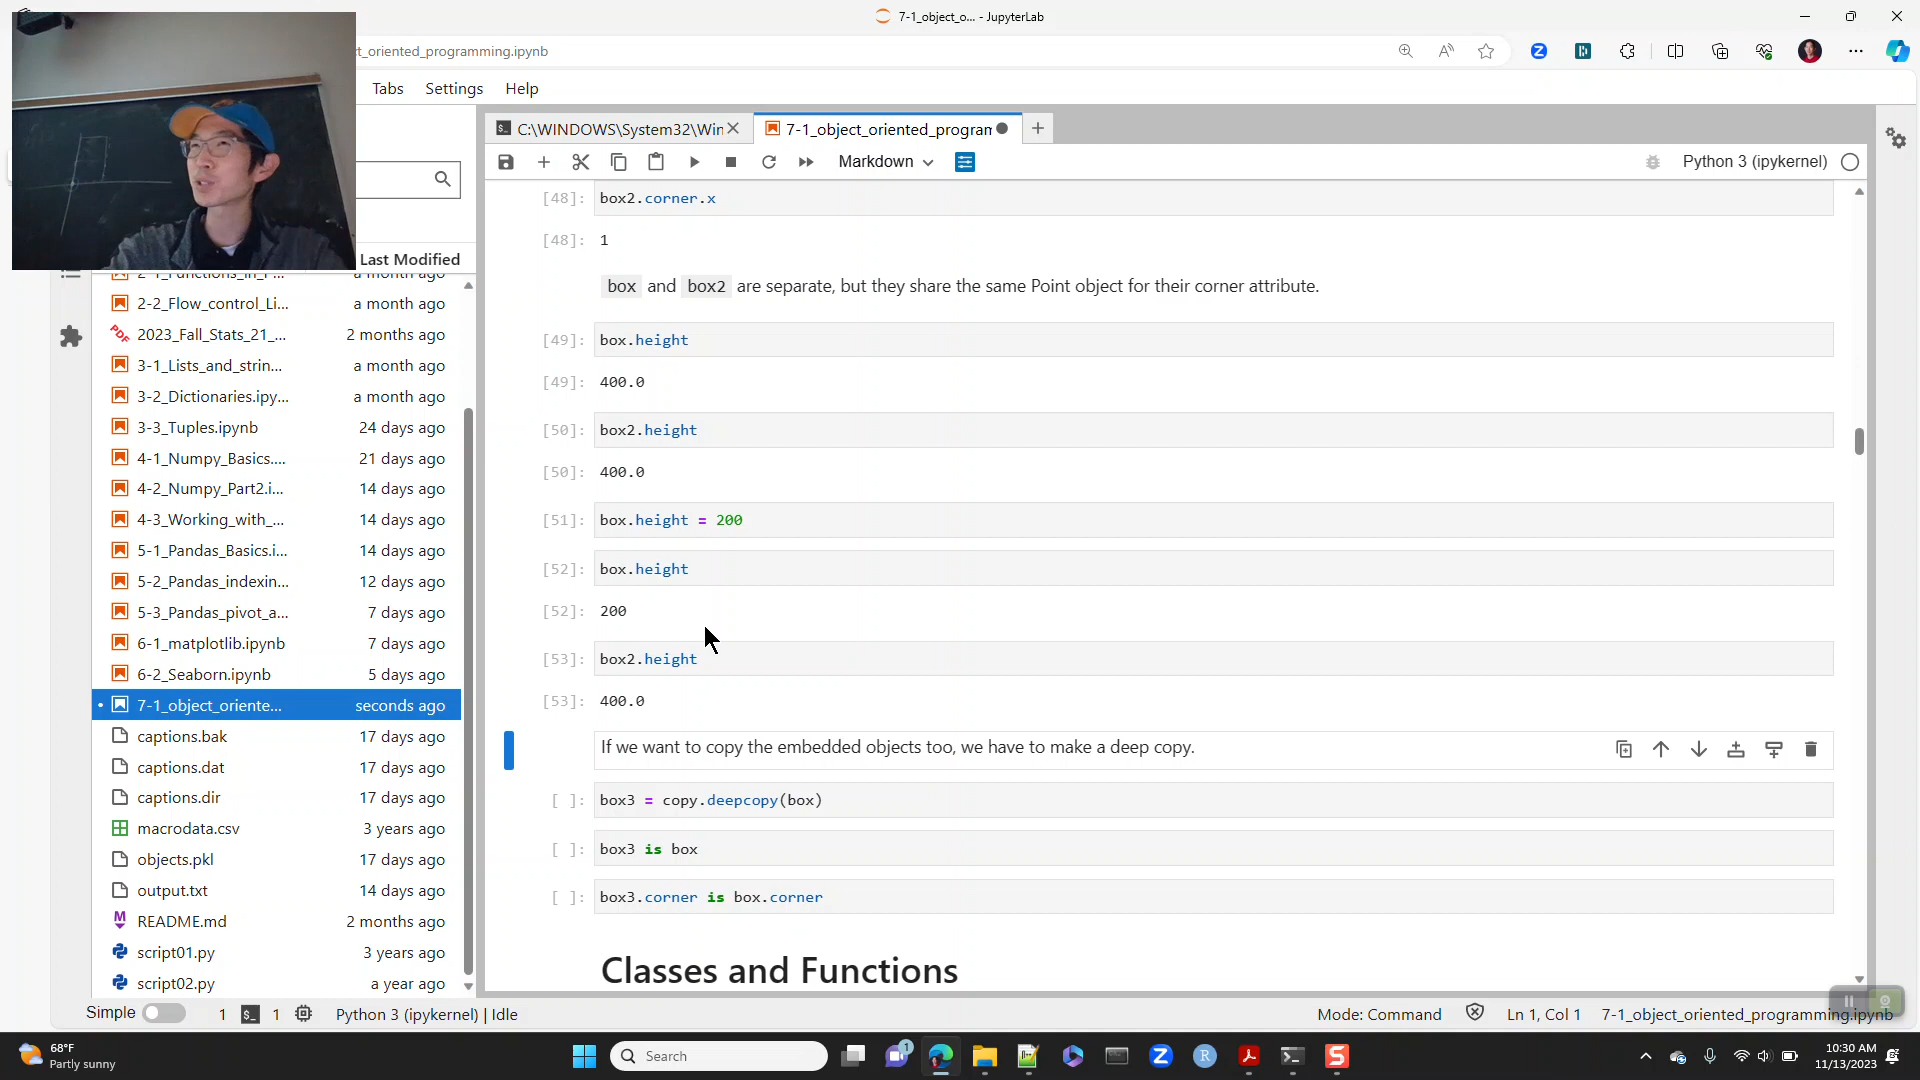 7-1_object_o... - JupyterLab
ct_oriented_programming.ipynb
Tabs Settings Help
C:\WINDOWS\System32\Win
7-1_object_oriented_program
Markdown
Python 3 (ipykernel)
Last Modified
2-2_Flow_control_Li... a month ago
2023_Fall_Stats_21_... 2 months ago
3-1_Lists_and_strin... a month ago
3-2_Dictionaries.ipy... a month ago
3-3_Tuples.ipynb 24 days ago
4-1_Numpy_Basics.... 21 days ago
4-2_Numpy_Part2.i... 14 days ago
4-3_Working_with_... 14 days ago
5-1_Pandas_Basics.i... 14 days ago
5-2_Pandas_indexin... 12 days ago
5-3_Pandas_pivot_a... 7 days ago
6-1_matplotlib.ipynb 7 days ago
6-2_Seaborn.ipynb 5 days ago
7-1_object_oriente... seconds ago
captions.bak 17 days ago
captions.dat 17 days ago
captions.dir 17 days ago
macrodata.csv 3 years ago
objects.pkl 17 days ago
output.txt 14 days ago
README.md 2 months ago
script01.py 3 years ago
script02.py a year ago
[48]: box2.corner.x
[48]: 1
box and box2 are separate, but they share the same Point object for their corner attribute.
[49]: box.height
[49]: 400.0
[50]: box2.height
[50]: 400.0
[51]: box.height = 200
[52]: box.height
[52]: 200
[53]: box2.height
[53]: 400.0
If we want to copy the embedded objects too, we have to make a deep copy.
[ ]: box3 = copy.deepcopy(box)
[ ]: box3 is box
[ ]: box3.corner is box.corner
Classes and Functions
Simple 1 1 Python 3 (ipykernel) | Idle
Mode: Command Ln 1, Col 1 7-1_object_oriented_programming.ipynb
68°F
Partly sunny
Search
10:30 AM
11/13/2023